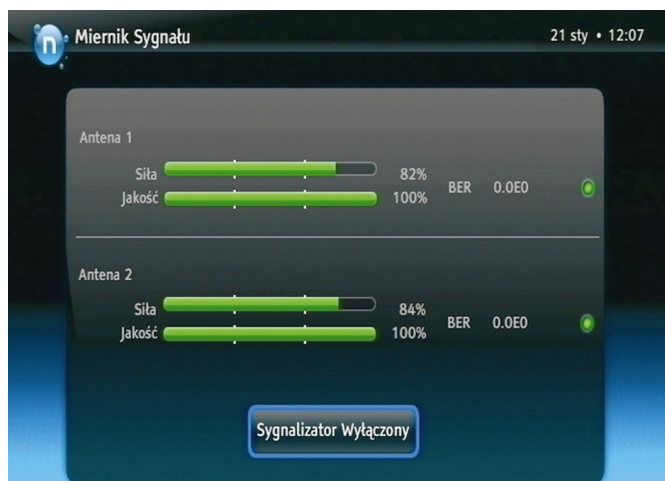 n Miernik Sygnału 21 sty • 12:07
Antena 1
Siła 82%
Jakość 100%
BER 0.0E0
Antena 2
Siła 84%
Jakość 100%
BER 0.0E0
Sygnalizator Wyłączony